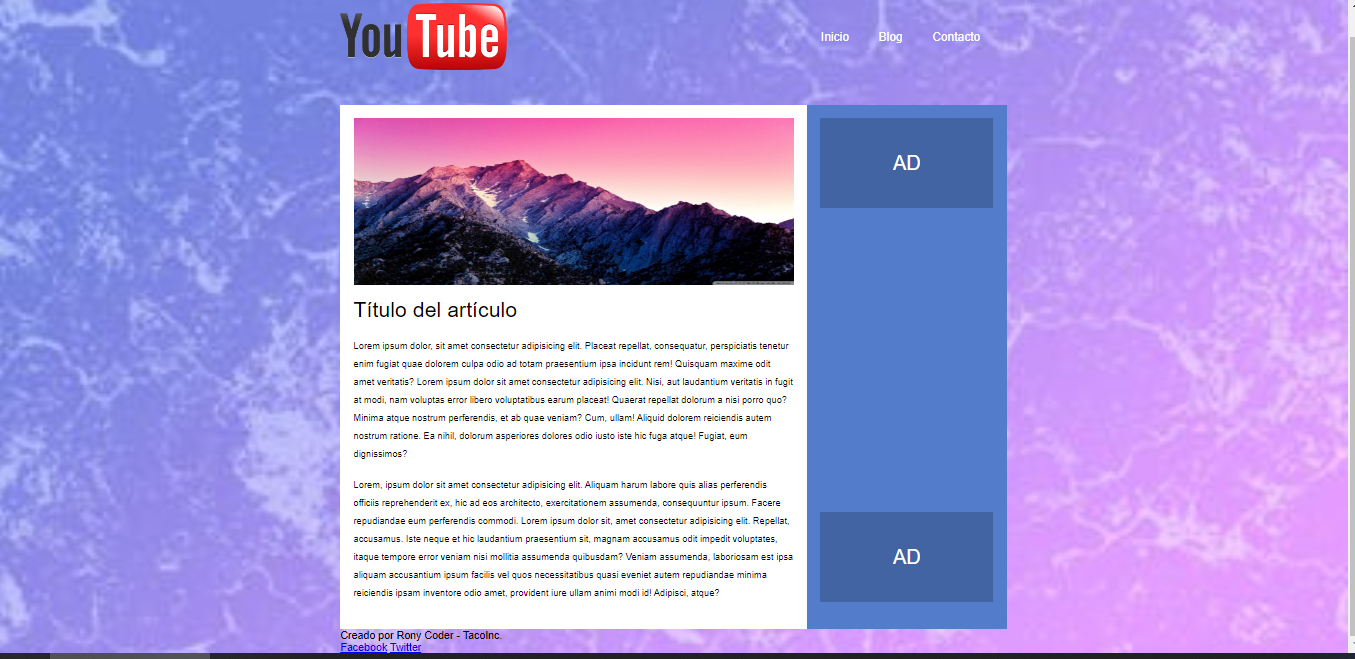 YouTube
Inicio Blog Contacto
AD
Título del artículo
Lorem ipsum dolor, sit amet consectetur adipisicing elit. Placeat repellat, consequatur, perspiciatis tenetur
enim fugiat quae dolorem culpa odio ad totam praesentium ipsa incidunt rem! Quisquam maxime odit
amet veritatis? Lorem ipsum dolor sit amet consectetur adipisicing elit. Nisi, aut laudantium veritatis in fugit
at modi, nam voluptas error libero voluptatibus earum placeat! Quaerat repellat dolorum a nisi porro quo?
Minima atque nostrum perferendis, et ab quae veniam? Cum, ullam! Aliquid dolorem reiciendis autem
nostrum ratione. Ea nihil, dolorum asperiores dolores odio iusto iste hic fuga atque! Fugiat, eum
dignissimos?
Lorem, ipsum dolor sit amet consectetur adipisicing elit. Aliquam harum labore quis alias perferendis
officiis reprehenderit ex, hic ad eos architecto, exercitationem assumenda, consequuntur ipsum. Facere
repudiandae eum perferendis commodi. Lorem ipsum dolor sit, amet consectetur adipisicing elit. Repellat,
accusamus. Iste neque et hic laudantium praesentium sit, magnam accusamus odit impedit voluptates,
itaque tempore error veniam nisi mollitia assumenda quibusdam? Veniam assumenda, laboriosam est ipsa
aliquam accusantium ipsum facilis vel quos necessitatibus quasi eveniet autem repudiandae minima
reiciendis ipsam inventore odio amet, provident iure ullam animi modi id! Adipisci, atque?
AD
Creado por Rony Coder - TacoInc.
Facebook Twitter